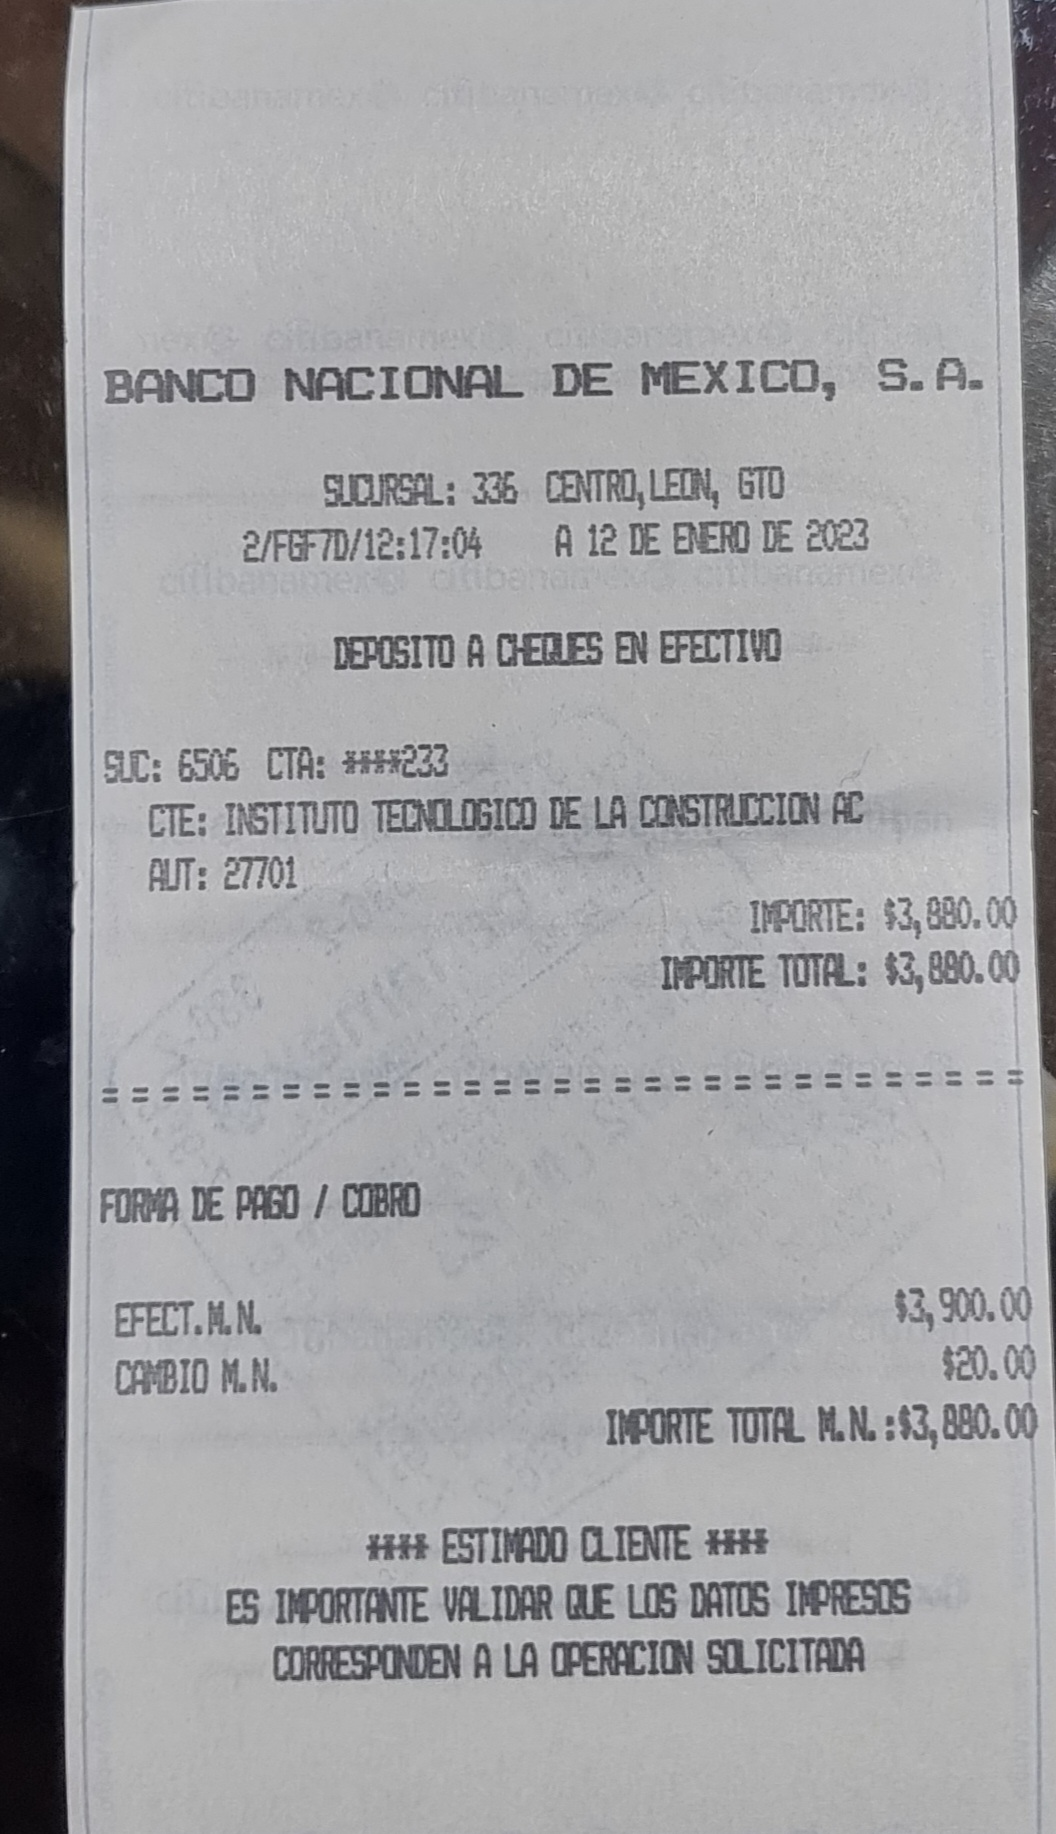 BANCO NACIONAL DE MEXICO, S.A.
SUCURSAL: 336 CENTRO,LEON, GTO
2/FGF7D/12:17:04 A 12 DE ENERO DE 2023
DEPOSITO A CHEQUES EN EFECTIVO
SUC: 6506 CTA: ****233
CTE: INSTITUTO TECNOLOGICO DE LA CONSTRUCCION AC
AUT: 27701
IMPORTE: $3,880.00
IMPORTE TOTAL: $3,880.00
===============================
FORMA DE PAGO / COBRO
EFECT.M.N. $3,900.00
CAMBIO M.N. $20.00
IMPORTE TOTAL M.N.:$3,880.00
**** ESTIMADO CLIENTE ****
ES IMPORTANTE VALIDAR QUE LOS DATOS IMPRESOS
CORRESPONDEN A LA OPERACION SOLICITADA